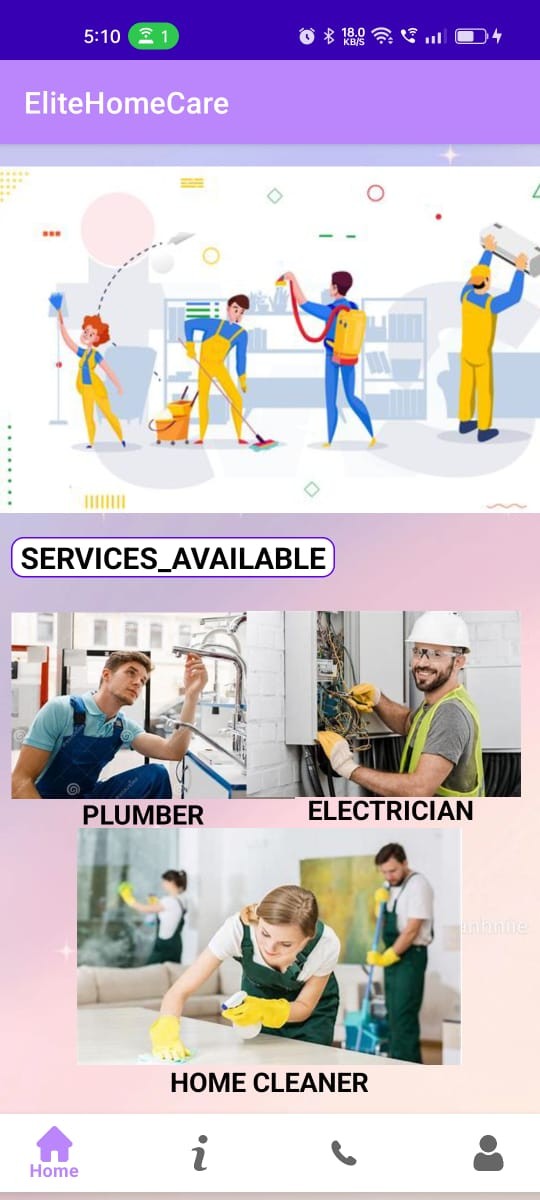 5:10 1 18.0 KB/S
EliteHomeCare
SERVICES_AVAILABLE
PLUMBER ELECTRICIAN
HOME CLEANER
Home